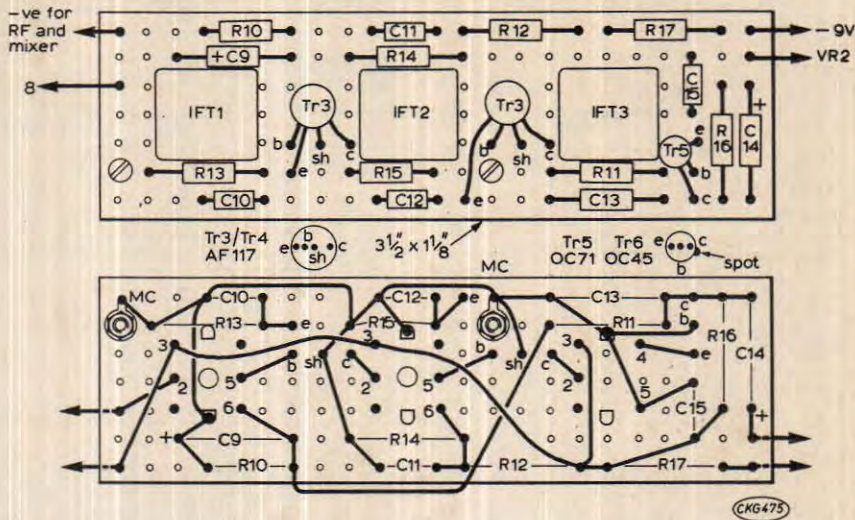 -ve for
RF and
mixer
R10
C11
R12
R17
-9V
+C9
R14
VR2
8
IFT1
Tr3
IFT2
Tr3
IFT3
C15
+
b
sh
c
b
sh
c
e
R16
C14
Tr5
R13
e
R15
R11
b
C10
C12
e
C13
c
Tr3/Tr4
AF117
e
b
sh
c
3½" x 1⅛"
Tr5
OC71
Tr6
OC45
e
c
b
spot
MC
MC
C10
C12
e
C13
c
R13
e
R15
R11
b
R16
3
3
3
4
e
C14
b
sh
c
b
sh
c
5
2
5
2
5
2
6
6
C15
+
+
C9
R14
R10
C11
R12
R17
CKG475